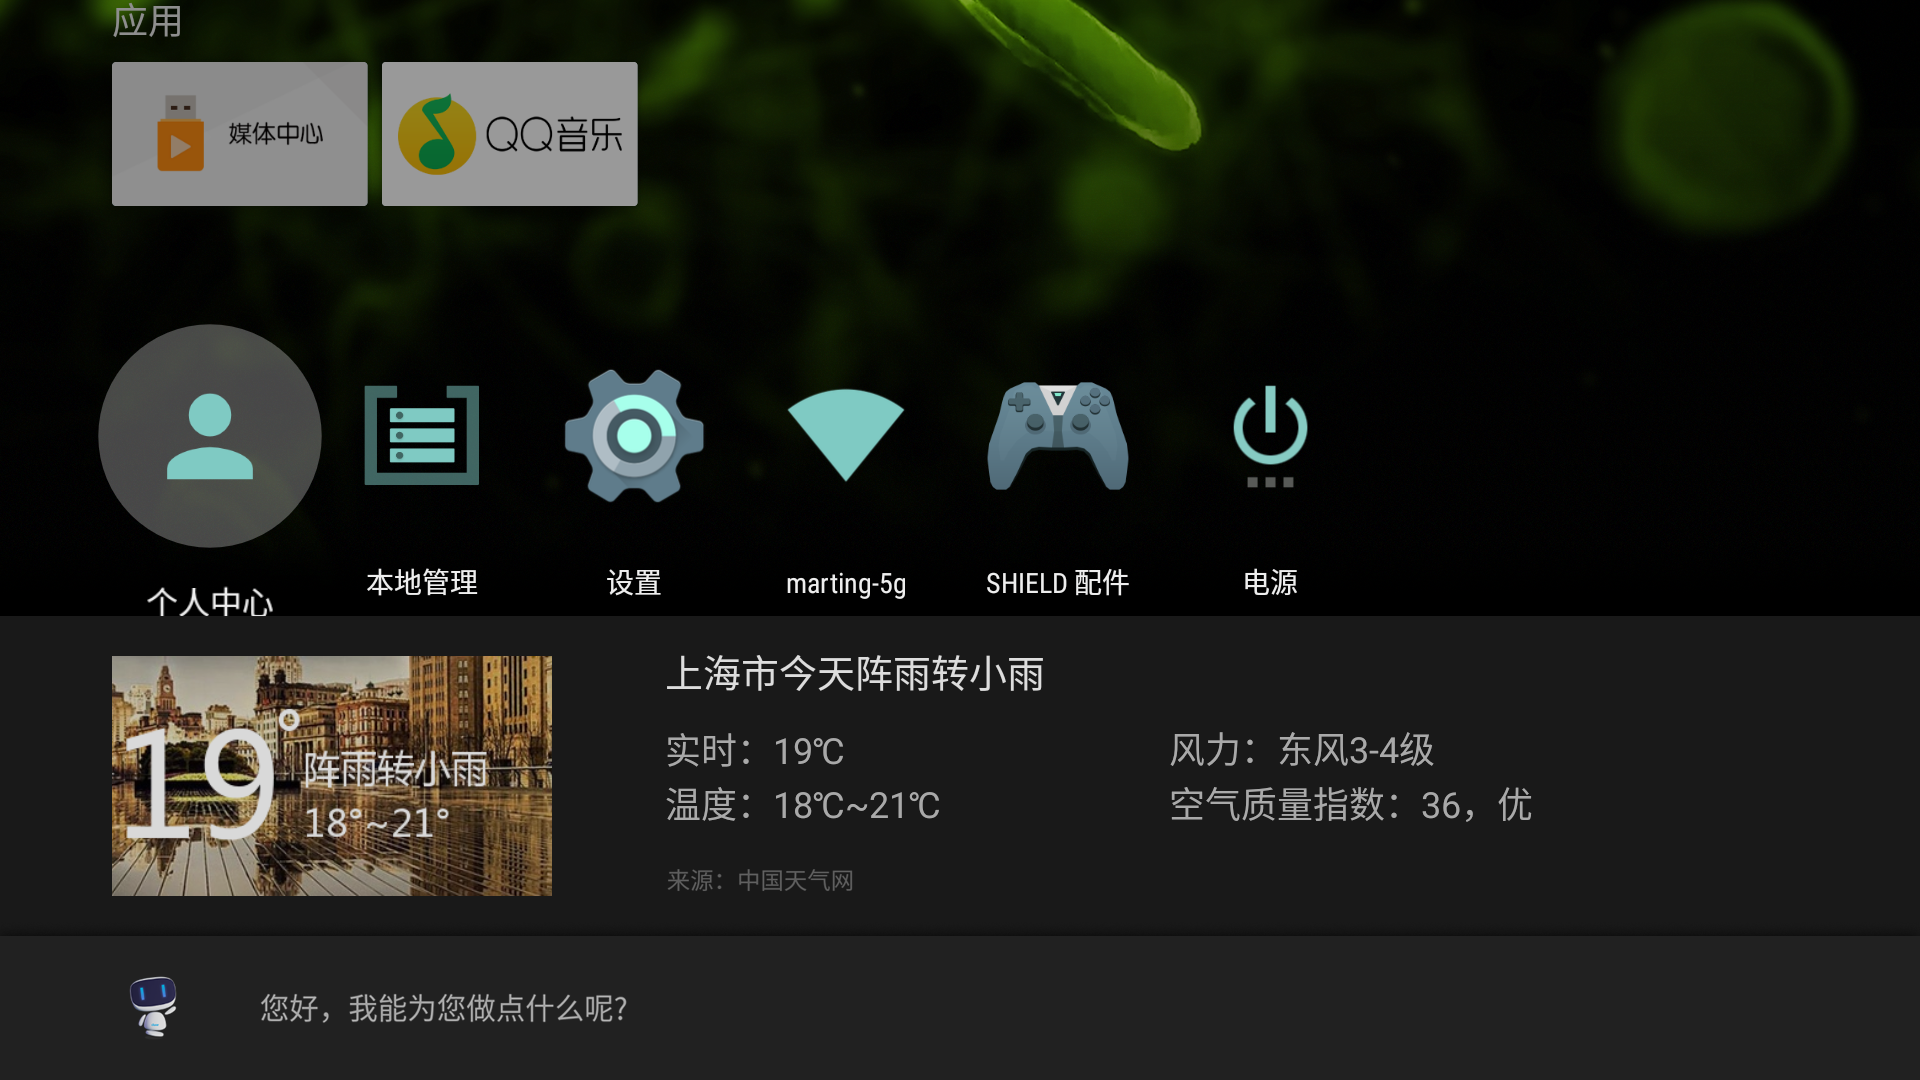 应用
媒体中心
QQ音乐
个人中心
本地管理
设置
marting-5g
SHIELD 配件
电源
19°
阵雨转小雨
18°~21°
上海市今天阵雨转小雨
实时：19℃
风力：东风3-4级
温度：18℃~21℃
空气质量指数：36，优
来源：中国天气网
您好，我能为您做点什么呢？